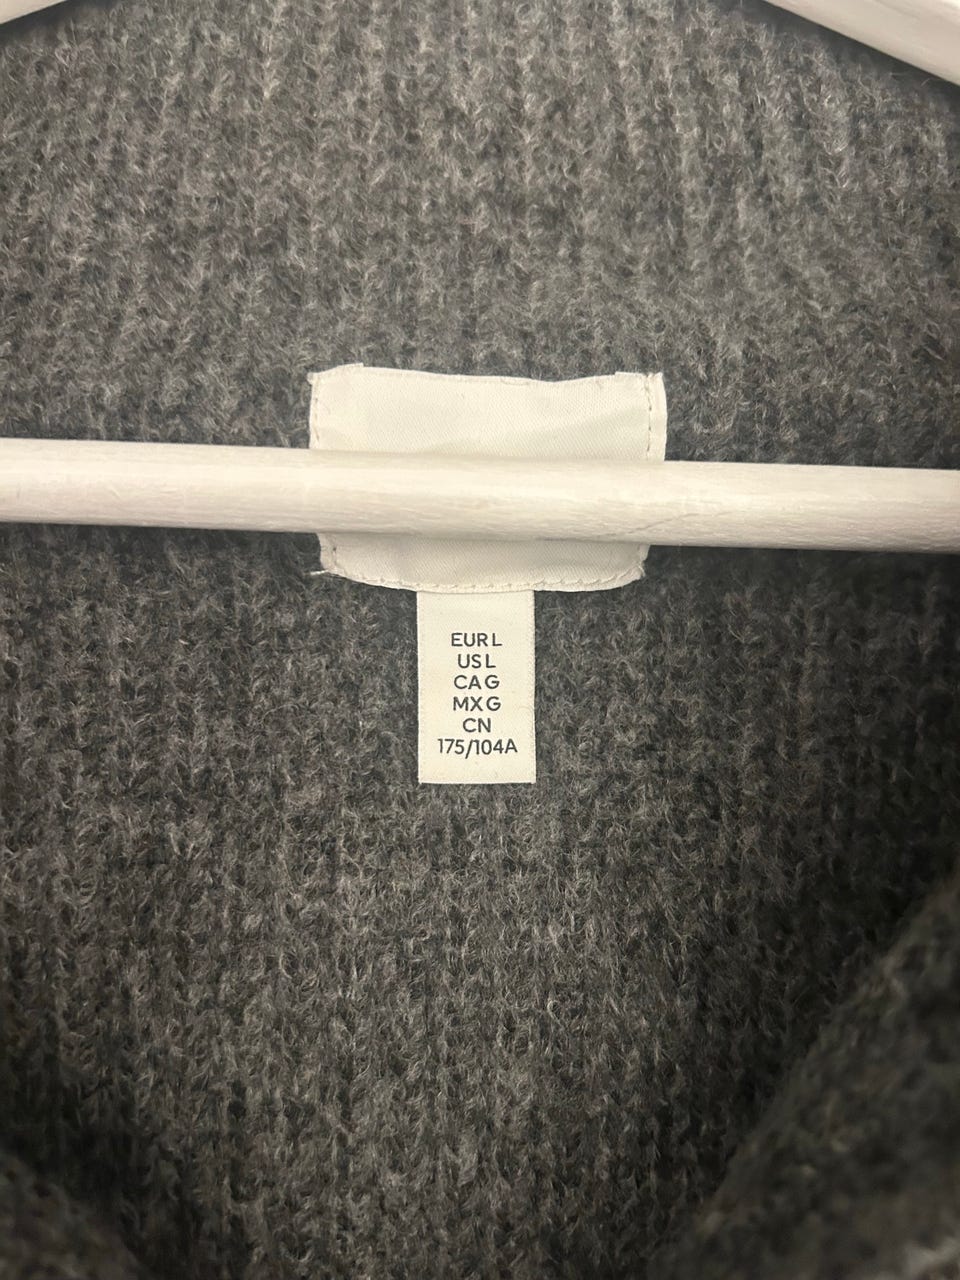 EUR L
US L
CA G
MX G
CN
175/104A